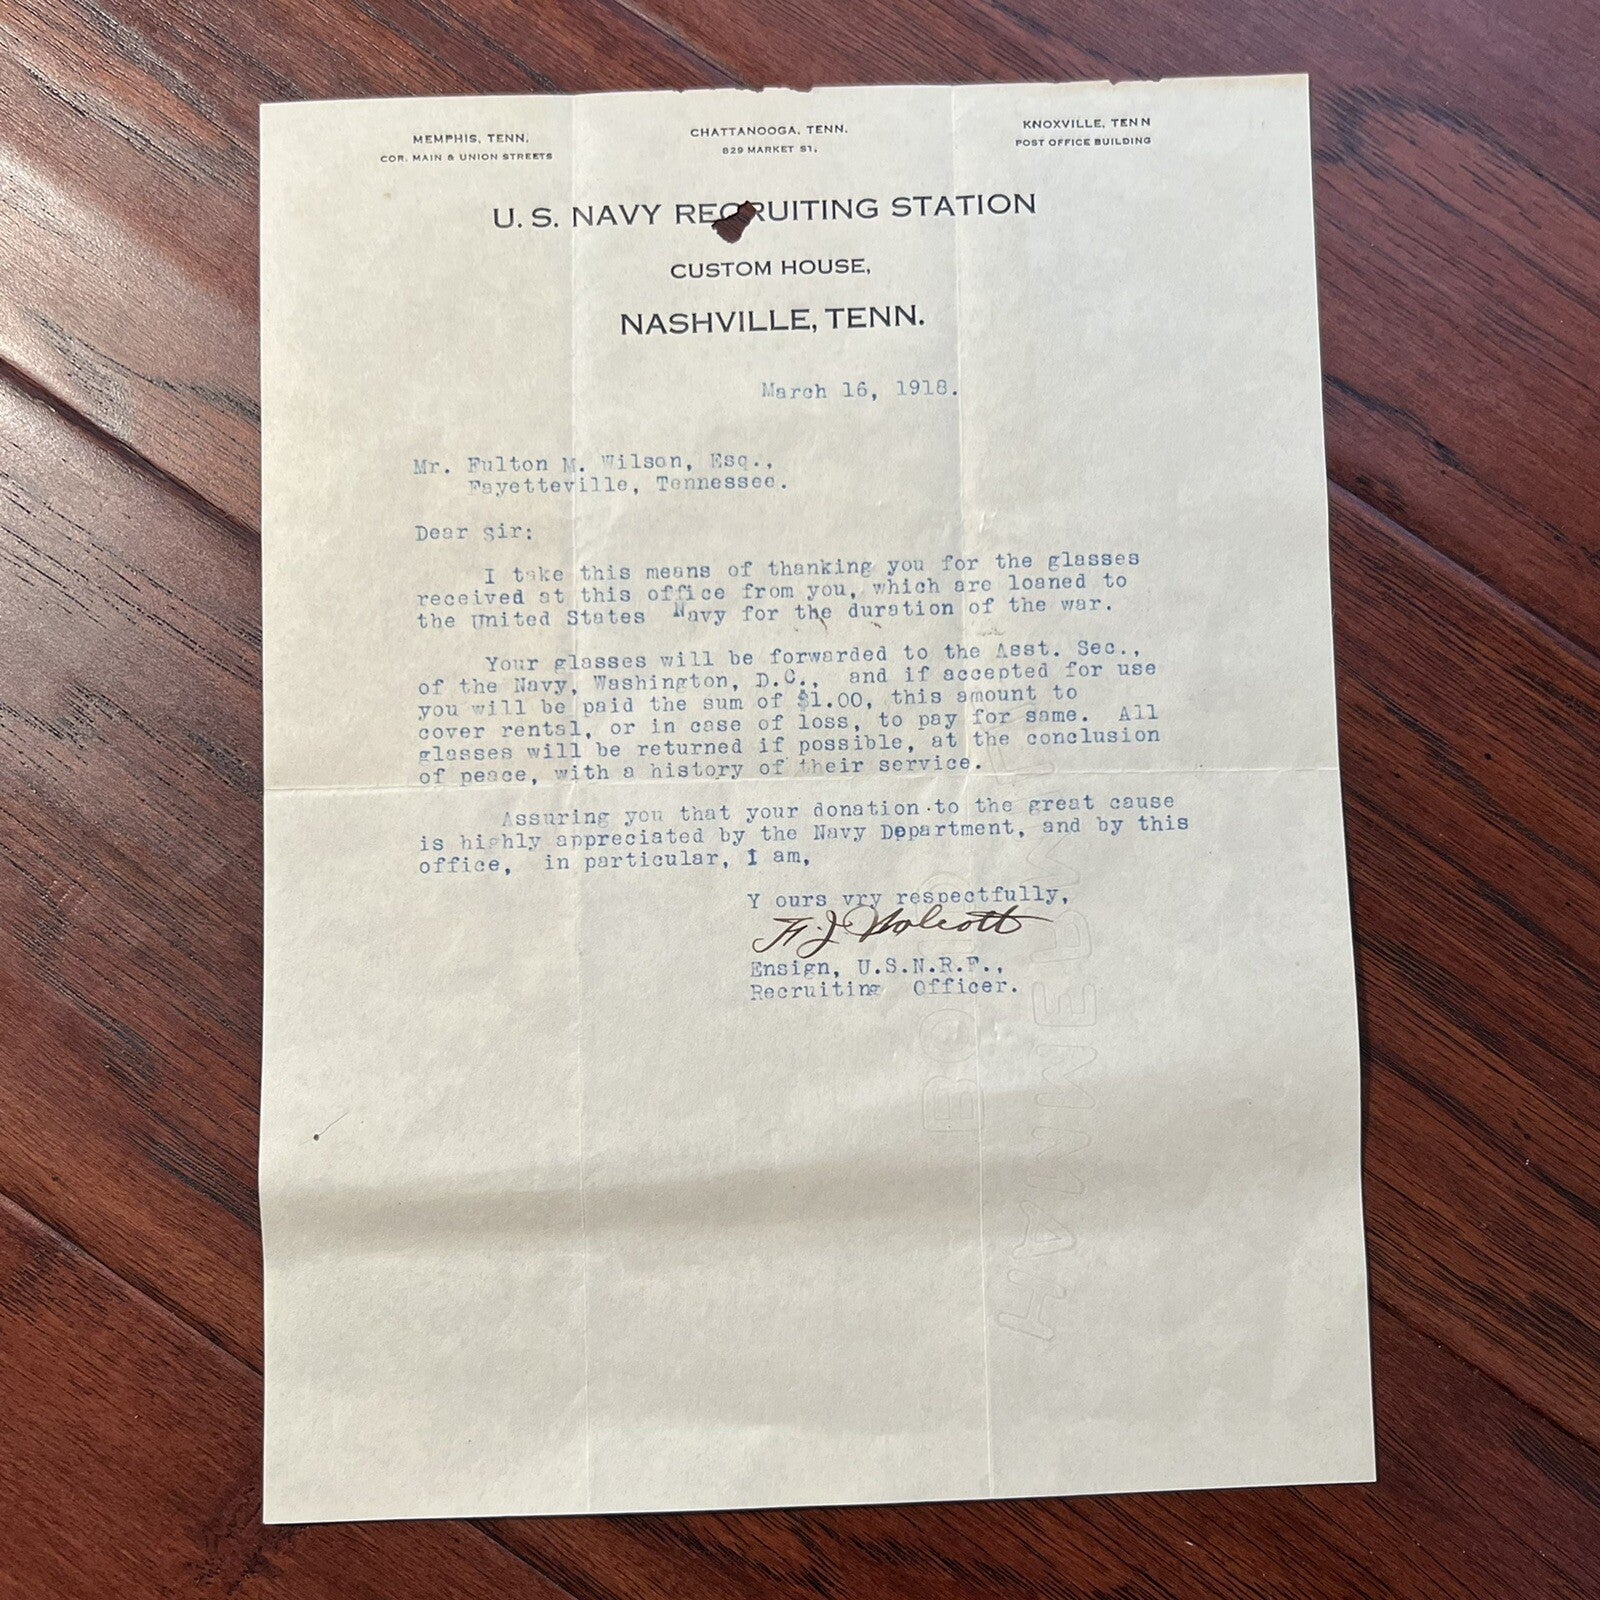 MEMPHIS, TENN.
COR. MAIN & UNION STREETS
CHATTANOOGA, TENN.
829 MARKET ST.
KNOXVILLE, TENN
POST OFFICE BUILDING
U. S. NAVY RECRUITING STATION
CUSTOM HOUSE,
NASHVILLE, TENN.
March 16, 1918.
Mr. Fulton M. Wilson, Esq.,
Fayetteville, Tennessee.
Dear Sir:
I take this means of thanking you for the glasses
received at this office from you, which are loaned to
the United States Navy for the duration of the war.
Your glasses will be forwarded to the Asst. Sec.,
of the Navy, Washington, D.C., and if accepted for use
you will be paid the sum of $1.00, this amount to
cover rental, or in case of loss, to pay for same. All
glasses will be returned if possible, at the conclusion
of peace, with a history of their service.
Assuring you that your donation to the great cause
is highly appreciated by the Navy Department, and by this
office, in particular, I am,
Y ours vry respectfully,
Wolcott
Ensign, U.S.N.R.F.,
Recruiting Officer.
HAMMERMILL
BOND